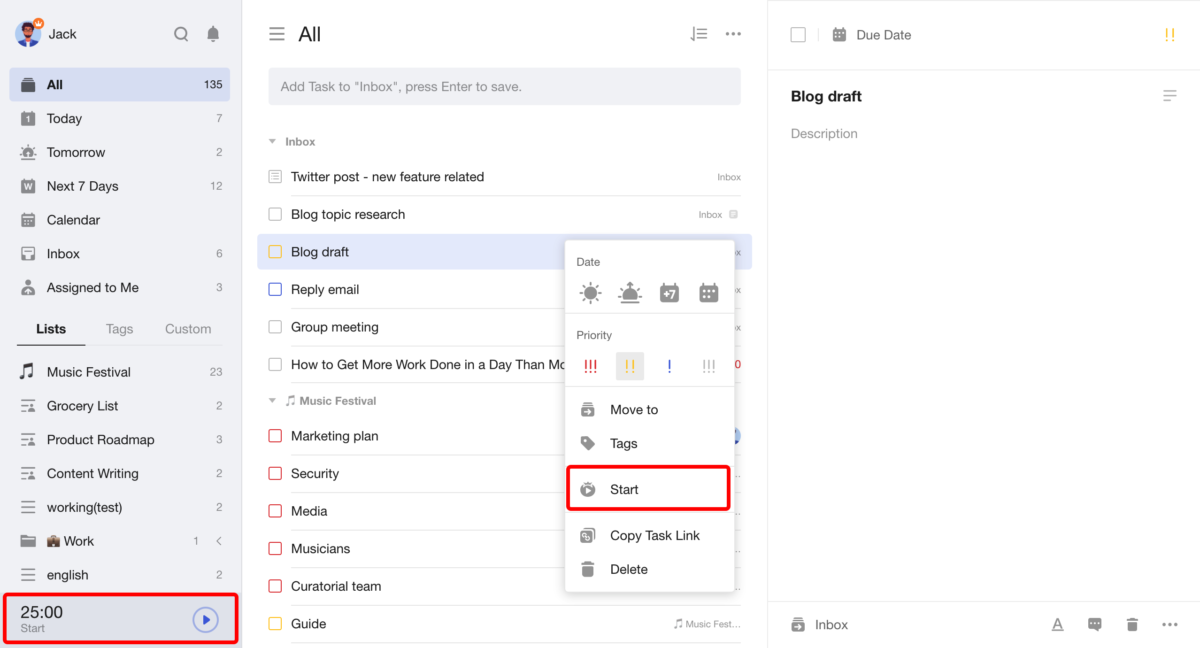 Jack
All 135
Today 7
Tomorrow 2
Next 7 Days 12
Calendar
Inbox 6
Assigned to Me 3
Lists Tags Custom
Music Festival 23
Grocery List 2
Product Roadmap 3
Content Writing 2
working(test) 2
Work 1
english 2
25:00
Start
All
Add Task to "Inbox", press Enter to save.
Inbox
Twitter post - new feature related Inbox
Blog topic research Inbox
Blog draft
Reply email
Group meeting
How to Get More Work Done in a Day Than
Music Festival
Marketing plan
Security
Media
Musicians
Curatorial team
Guide Music Fest...
Date
+7
Priority
!!! !! ! !!!
Move to
Tags
Start
Copy Task Link
Delete
Due Date !!
Blog draft
Description
Inbox